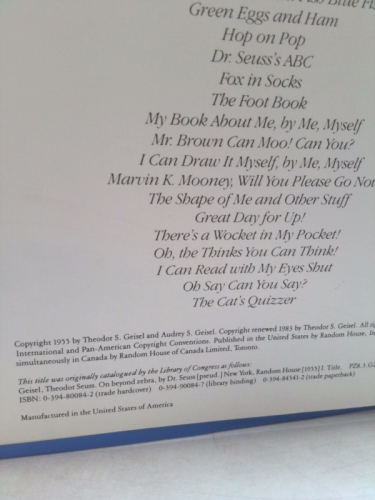 Blue Fis
Green Eggs and Ham
Hop on Pop
Dr. Seuss's ABC
Fox in Socks
The Foot Book
My Book About Me, by Me, Myself
Mr. Brown Can Moo! Can You?
I Can Draw It Myself, by Me, Myself
Marvin K. Mooney, Will You Please Go Now
The Shape of Me and Other Stuff
Great Day for Up!
There's a Wocket in My Pocket!
Oh, the Thinks You Can Think!
I Can Read with My Eyes Shut
Oh Say Can You Say?
The Cat's Quizzer
Copyright 1955 by Theodor S. Geisel and Audrey S. Geisel. Copyright renewed 1983 by Theodor S. Geisel. All rig
International and Pan-American Copyright Conventions. Published in the United States by Random House, In
simultaneously in Canada by Random House of Canada Limited, Toronto.
This title was originally catalogued by the Library of Congress as follows:
Geisel, Theodor Seuss. On beyond zebra, by Dr. Seuss [pseud.] New York, Random House [1955] I. Title. PZ8.3.G
ISBN: 0-394-80084-2 (trade hardcover) 0-394-90084-7 (library binding) 0-394-84541-2 (trade paperback)
Manufactured in the United States of America